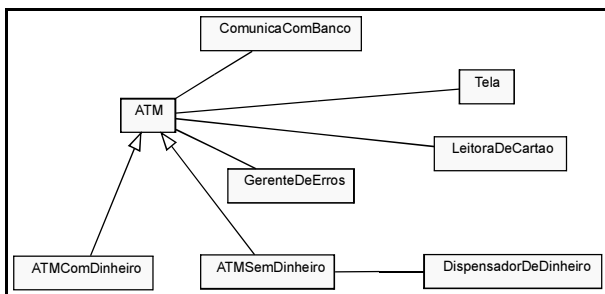 ComunicaComBanco
Tela
ATM
LeitoraDeCartao
GerenteDeErros
ATMComDinheiro
ATMSemDinheiro
DispensadorDeDinheiro